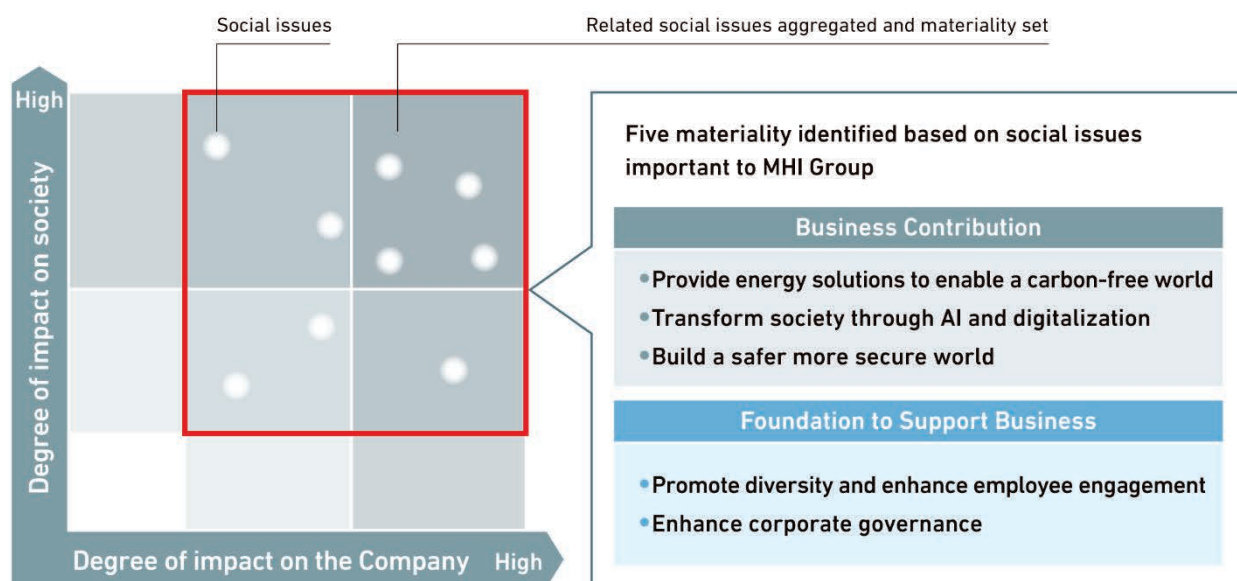 Social issues
Related social issues aggregated and materiality set
High
Degree of impact on society
Degree of impact on the Company
High
Five materiality identified based on social issues
important to MHI Group
Business Contribution
•Provide energy solutions to enable a carbon-free world
•Transform society through AI and digitalization
•Build a safer more secure world
Foundation to Support Business
•Promote diversity and enhance employee engagement
•Enhance corporate governance